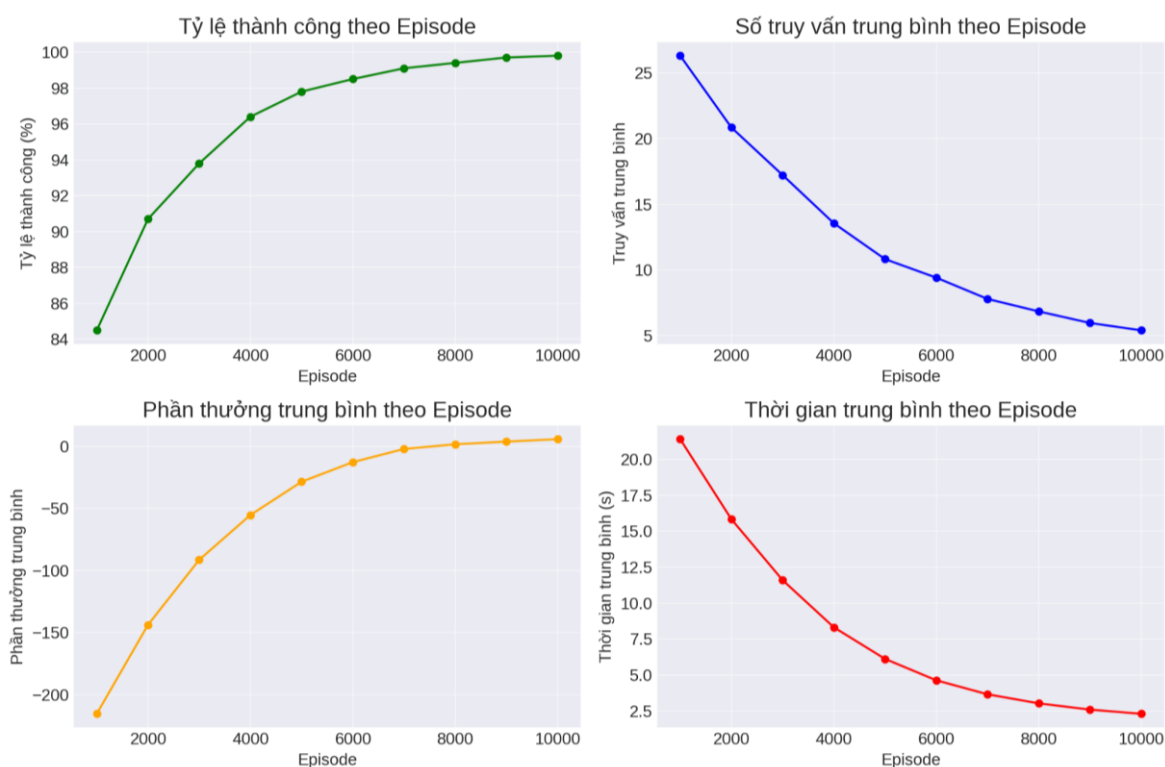 Tỷ lệ thành công theo Episode
Tỷ lệ thành công (%)
100
98
96
94
92
90
88
86
84
2000 4000 6000 8000 10000
Episode
Số truy vấn trung bình theo Episode
Truy vấn trung bình
25
20
15
10
5
2000 4000 6000 8000 10000
Episode
Phần thưởng trung bình theo Episode
Phần thưởng trung bình
0
−50
−100
−150
−200
2000 4000 6000 8000 10000
Episode
Thời gian trung bình theo Episode
Thời gian trung bình (s)
20.0
17.5
15.0
12.5
10.0
7.5
5.0
2.5
2000 4000 6000 8000 10000
Episode